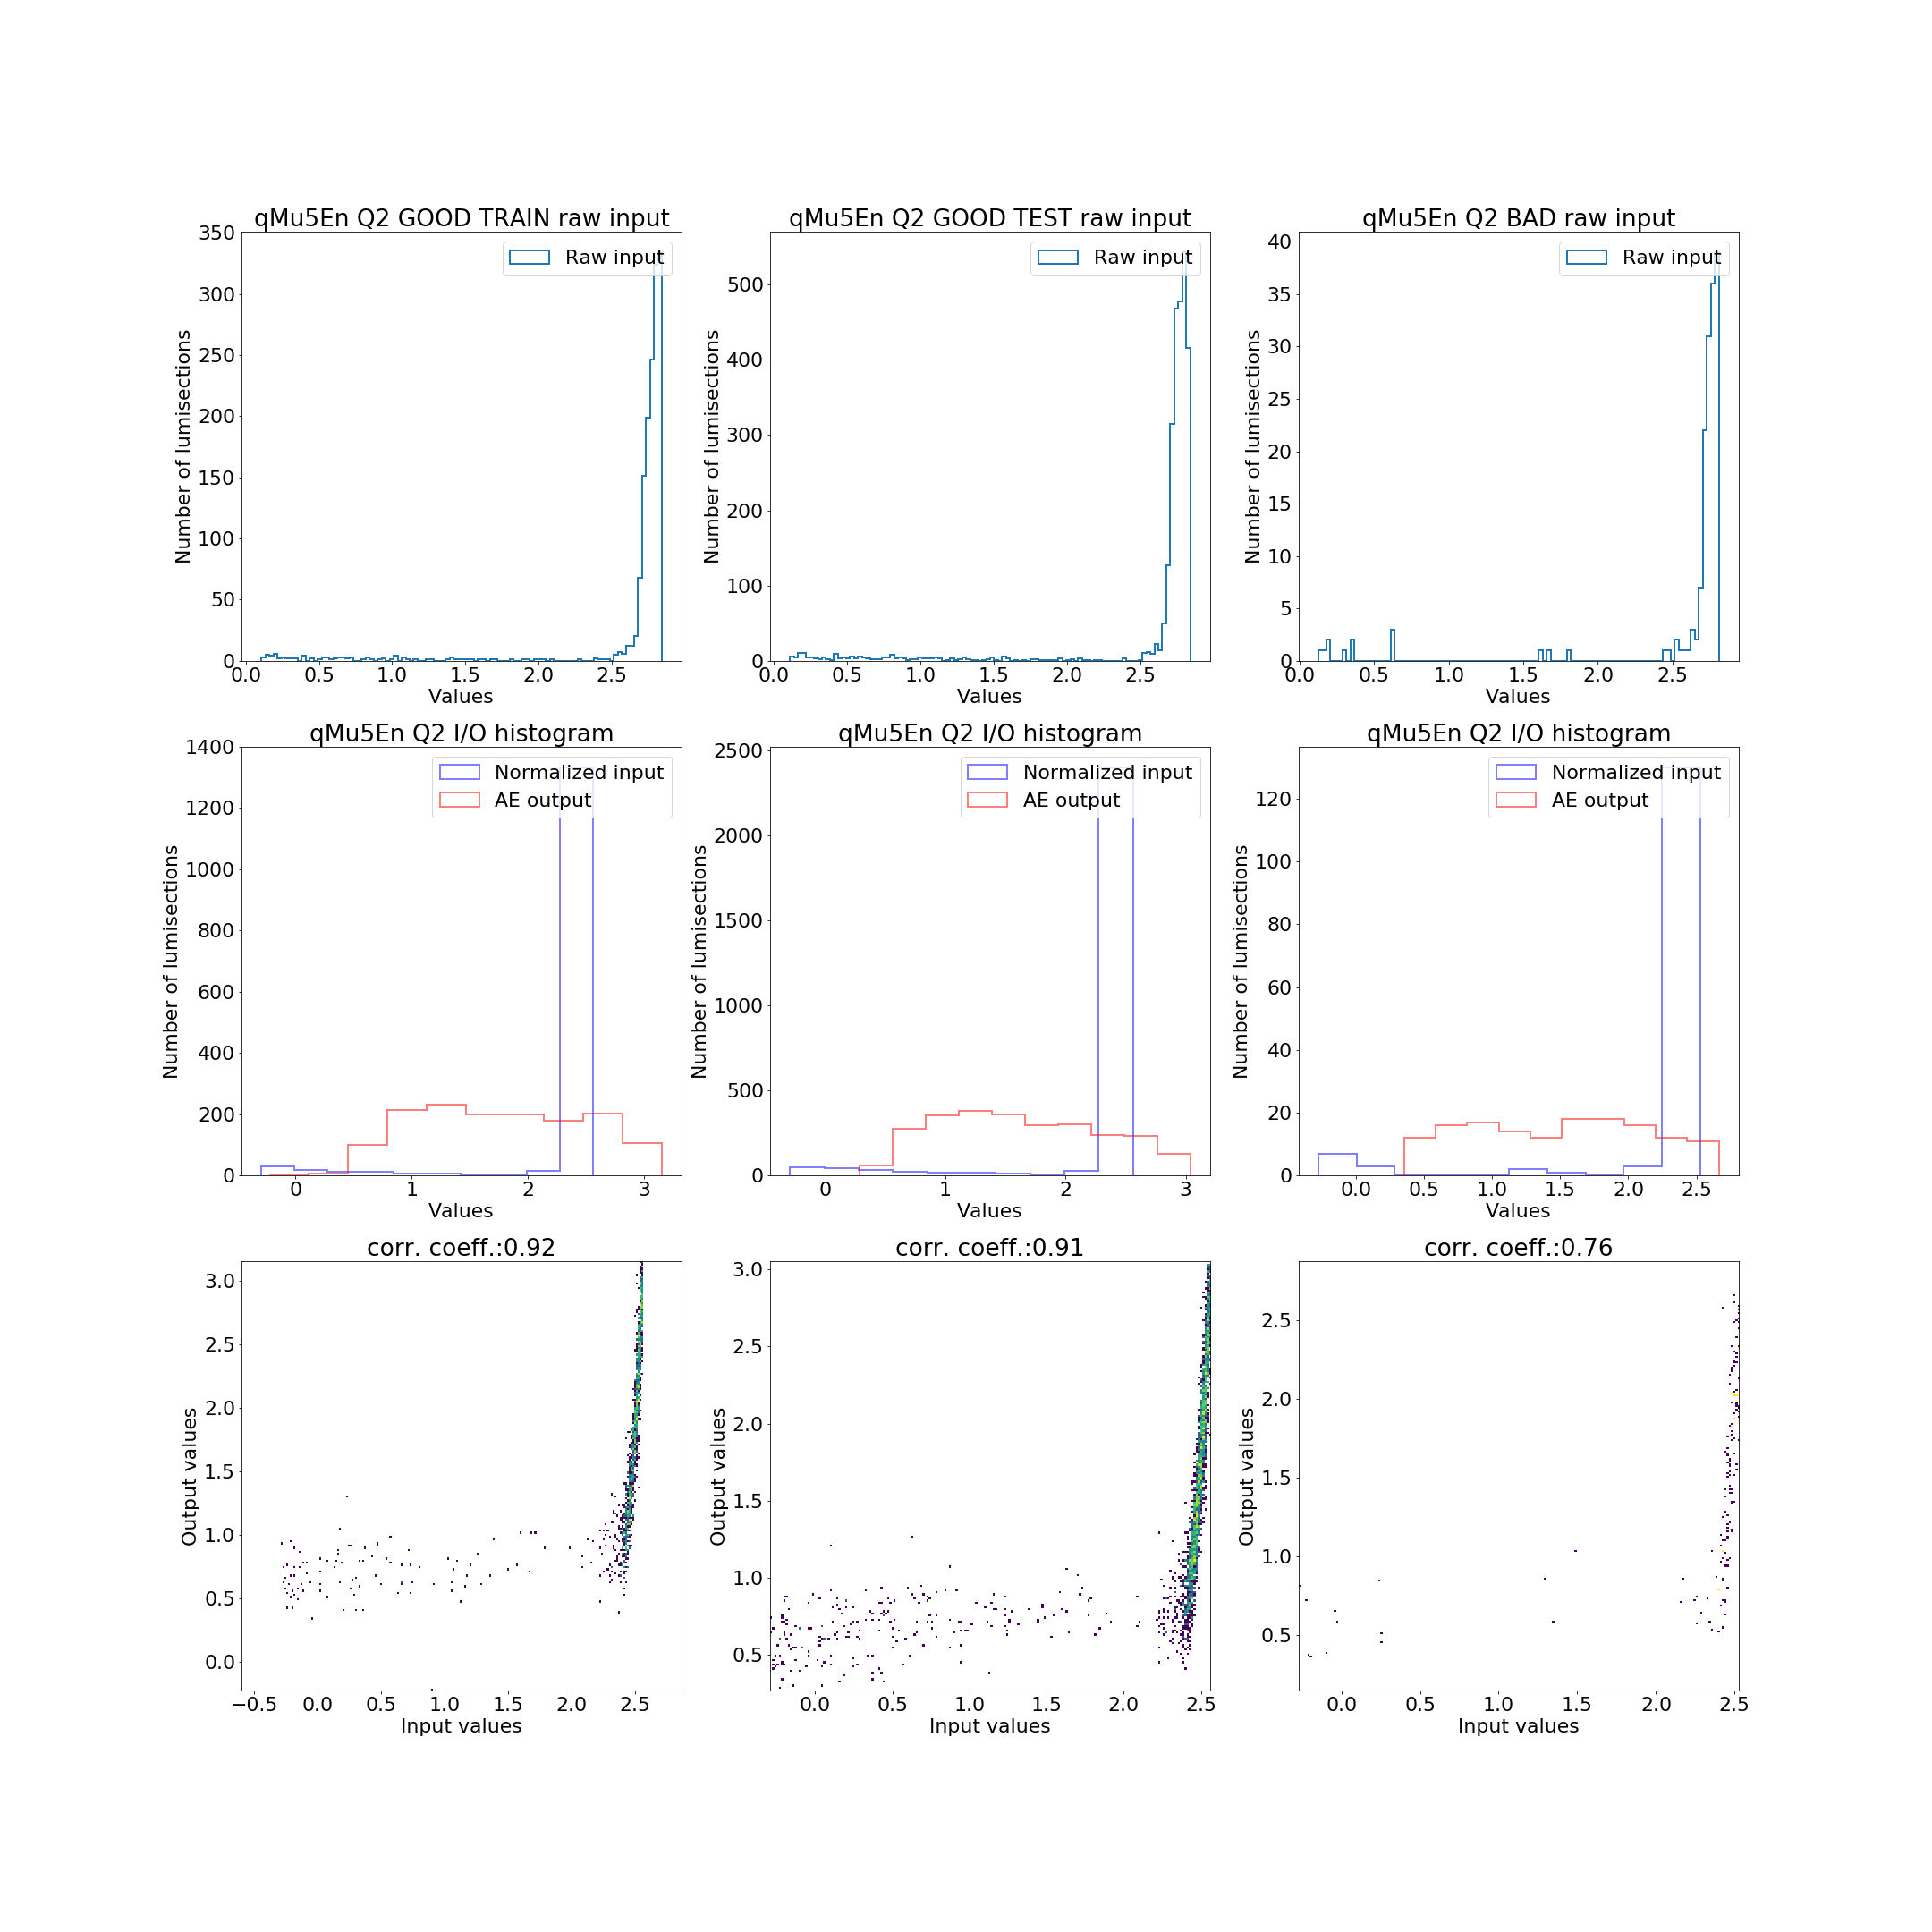 qMu5En Q2 GOOD TRAIN raw input
Raw input
Number of lumisections
350
300
250
200
150
100
50
0
0.0 0.5 1.0 1.5 2.0 2.5
Values
qMu5En Q2 GOOD TEST raw input
Raw input
Number of lumisections
500
400
300
200
100
0
0.0 0.5 1.0 1.5 2.0 2.5
Values
qMu5En Q2 BAD raw input
Raw input
Number of lumisections
40
35
30
25
20
15
10
5
0
0.0 0.5 1.0 1.5 2.0 2.5
Values
qMu5En Q2 I/O histogram
Normalized input
AE output
Number of lumisections
1400
1200
1000
800
600
400
200
0
0 1 2 3
Values
qMu5En Q2 I/O histogram
Normalized input
AE output
Number of lumisections
2500
2000
1500
1000
500
0
0 1 2 3
Values
qMu5En Q2 I/O histogram
Normalized input
AE output
Number of lumisections
120
100
80
60
40
20
0
0.0 0.5 1.0 1.5 2.0 2.5
Values
corr. coeff.:0.92
Output values
3.0
2.5
2.0
1.5
1.0
0.5
0.0
−0.5 0.0 0.5 1.0 1.5 2.0 2.5
Input values
corr. coeff.:0.91
Output values
3.0
2.5
2.0
1.5
1.0
0.5
0.0 0.5 1.0 1.5 2.0 2.5
Input values
corr. coeff.:0.76
Output values
2.5
2.0
1.5
1.0
0.5
0.0 0.5 1.0 1.5 2.0 2.5
Input values